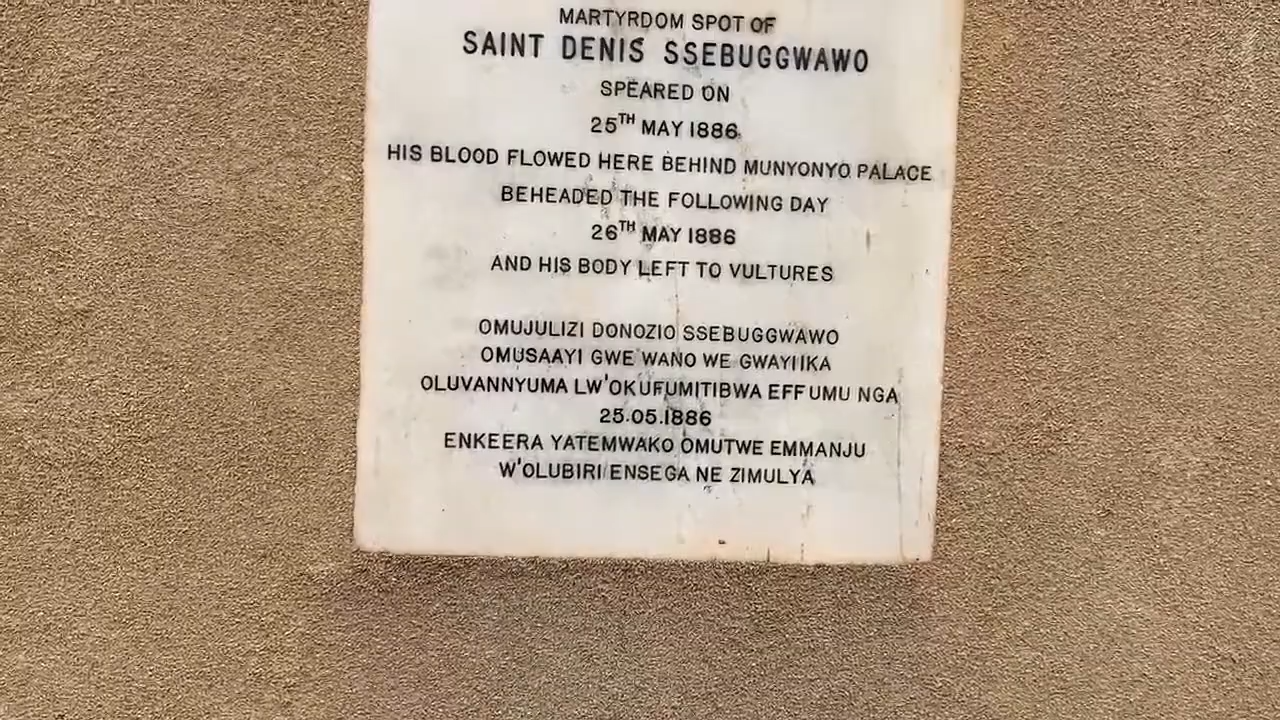 MARTYRDOM SPOT OF
SAINT DENIS SSEBUGGWAWO
SPEARED ON
25TH MAY 1886
HIS BLOOD FLOWED HERE BEHIND MUNYONYO PALACE
BEHEADED THE FOLLOWING DAY
26TH MAY 1886
AND HIS BODY LEFT TO VULTURES
OMUJULIZI DONOZIO SSEBUGGWAWO
OMUSAAYI GWE WANO WE GWAYIIKA
OLUVANNYUMA LW'OKUFUMITIBWA EFFUMU NGA
25.05.1886
ENKEERA YATEMWAKO OMUTWE EMMANJU
W'OLUBIRI ENSEGA NE ZIMULYA